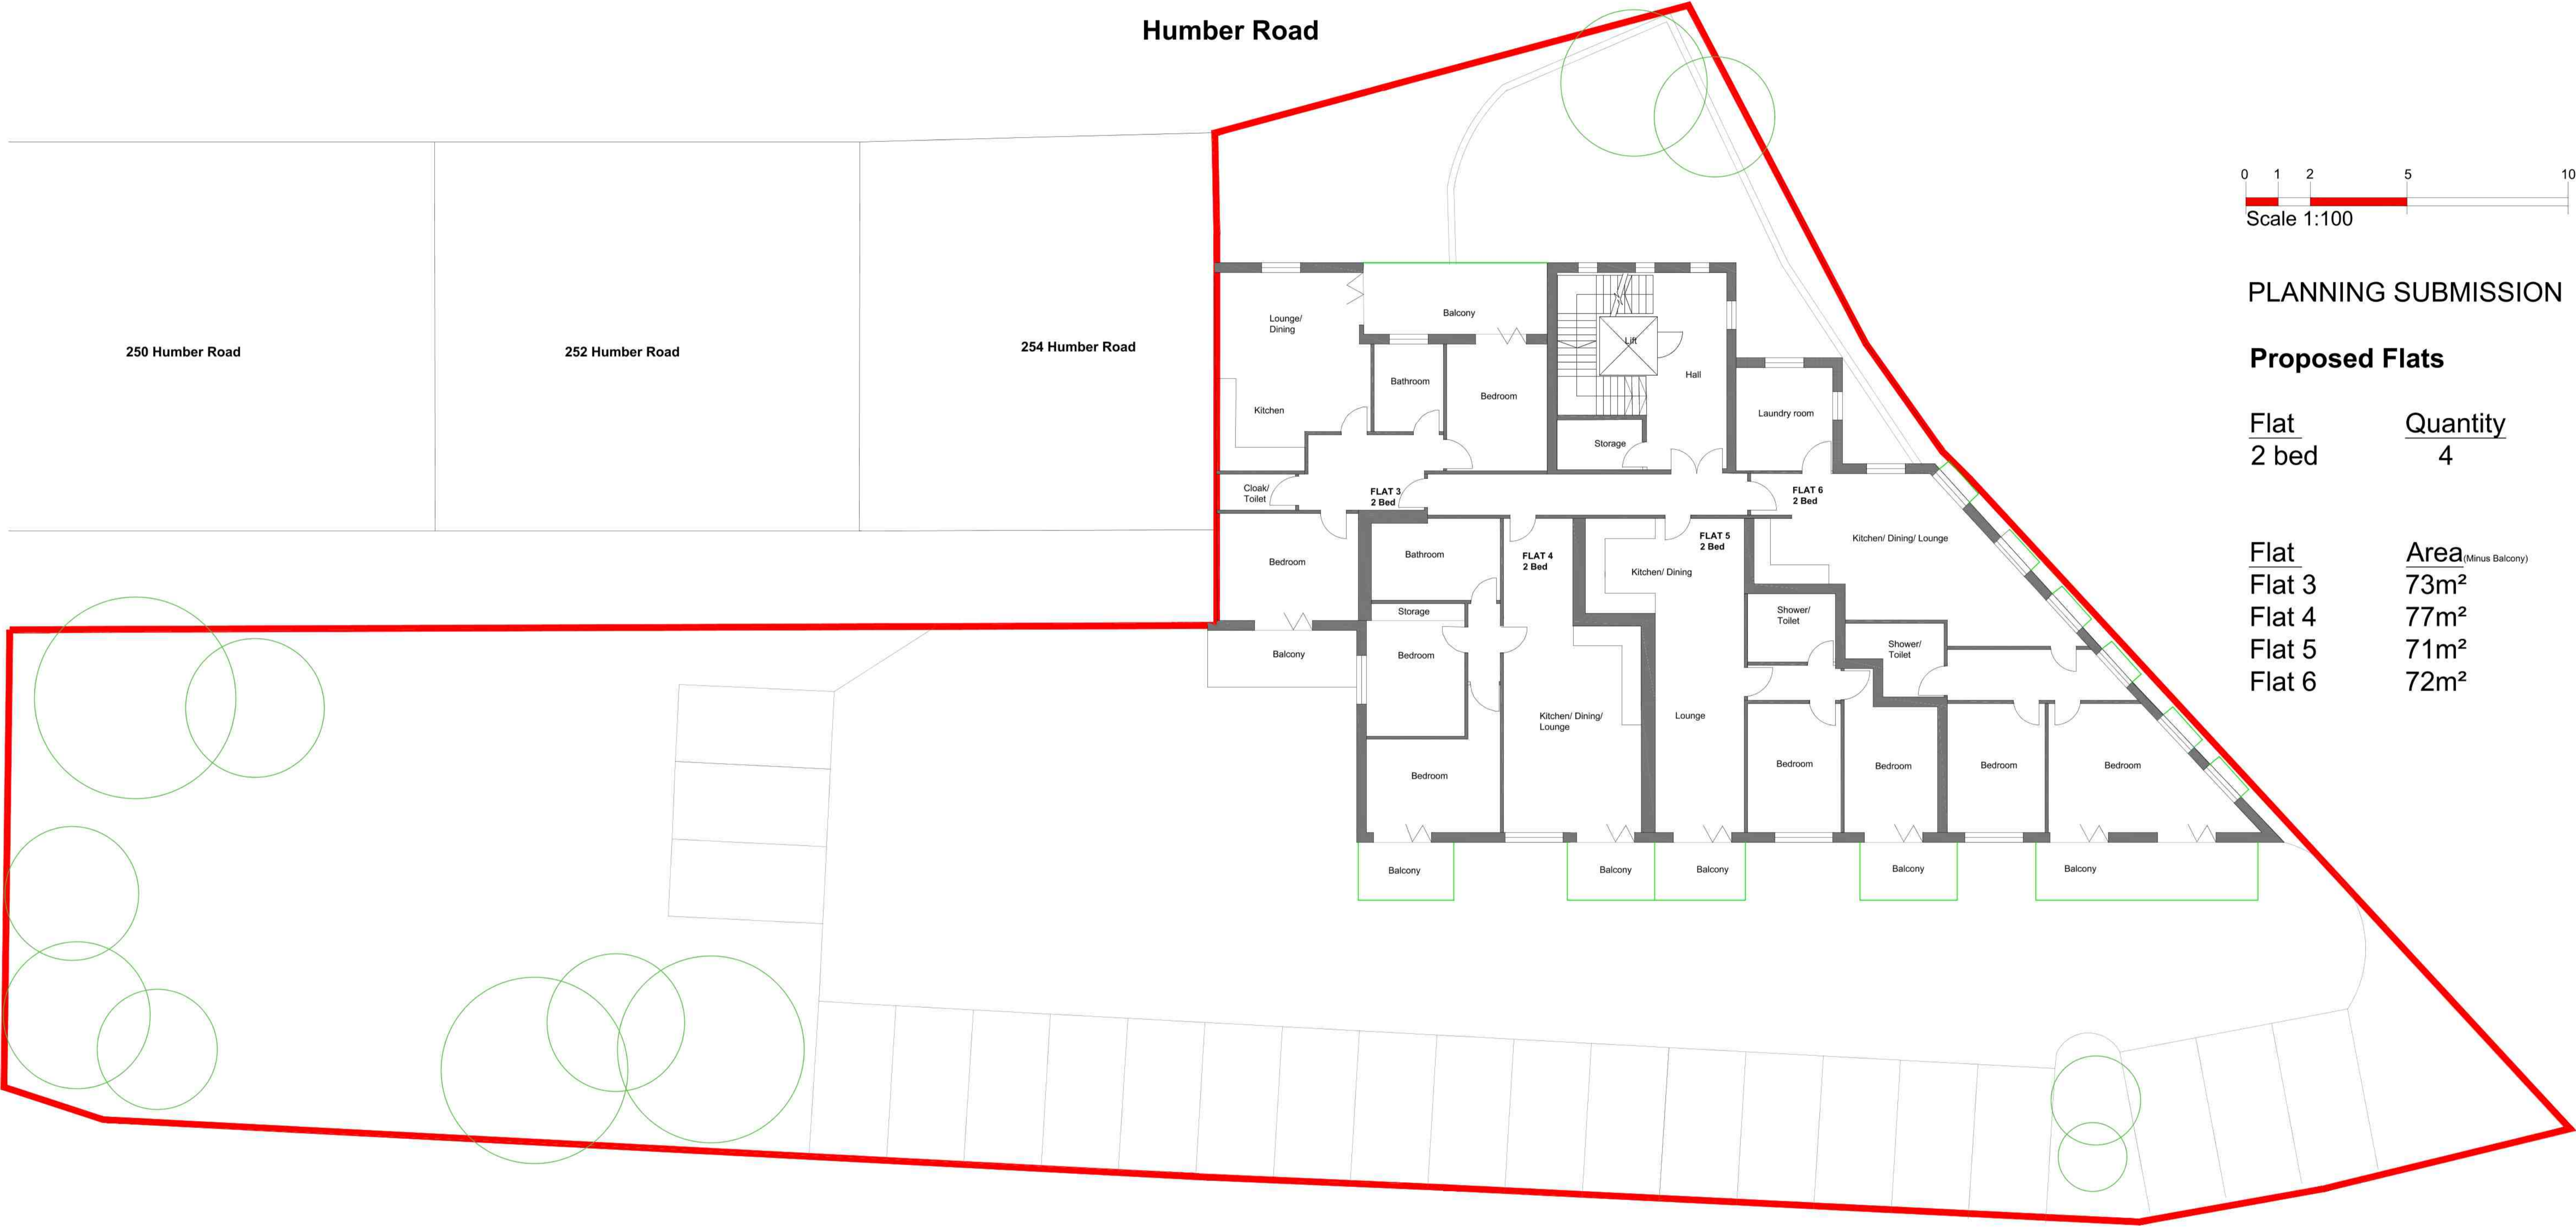 Humber Road
250 Humber Road
252 Humber Road
254 Humber Road
0 1 2 5 10
Scale 1:100
PLANNING SUBMISSION
Proposed Flats
Flat Quantity
2 bed 4
Flat Area(Minus Balcony)
Flat 3 73m²
Flat 4 77m²
Flat 5 71m²
Flat 6 72m²
Lounge/
Dining
Balcony
Lift
Hall
Bathroom
Bedroom
Kitchen
Laundry room
Storage
Cloak/
Toilet
FLAT 3
2 Bed
FLAT 6
2 Bed
Bedroom
Bathroom
FLAT 4
2 Bed
FLAT 5
2 Bed
Kitchen/ Dining
Kitchen/ Dining/ Lounge
Storage
Shower/
Toilet
Shower/
Toilet
Balcony
Bedroom
Kitchen/ Dining/
Lounge
Lounge
Bedroom
Bedroom
Bedroom
Bedroom
Bedroom
Balcony
Balcony
Balcony
Balcony
Balcony